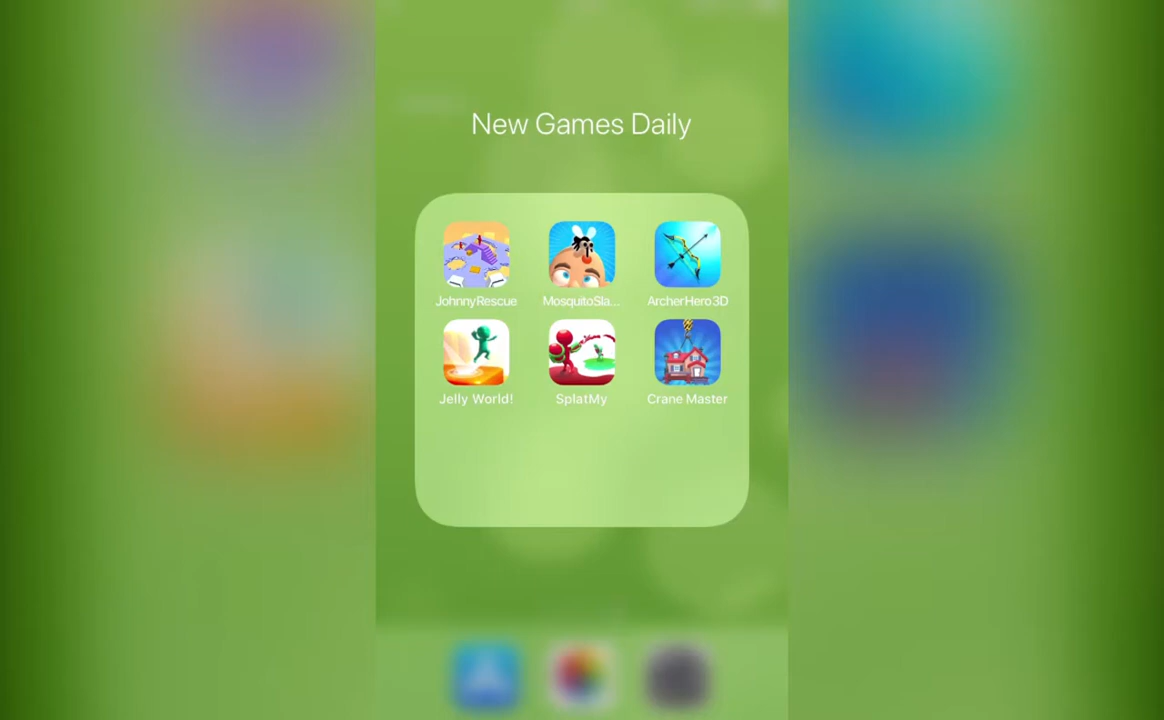 New Games Daily
JohnnyRescue MosquitoSla... ArcherHero3D
Jelly World! SplatMy Crane Master